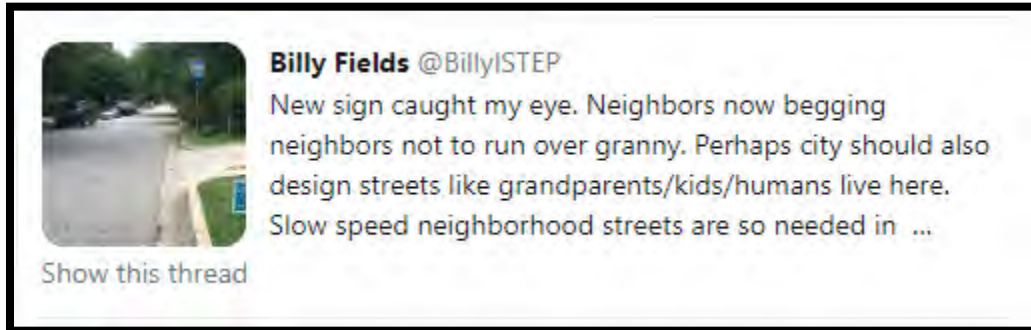 Billy Fields @BillyISTEP
New sign caught my eye. Neighbors now begging
neighbors not to run over granny. Perhaps city should also
design streets like grandparents/kids/humans live here.
Slow speed neighborhood streets are so needed in ...
Show this thread